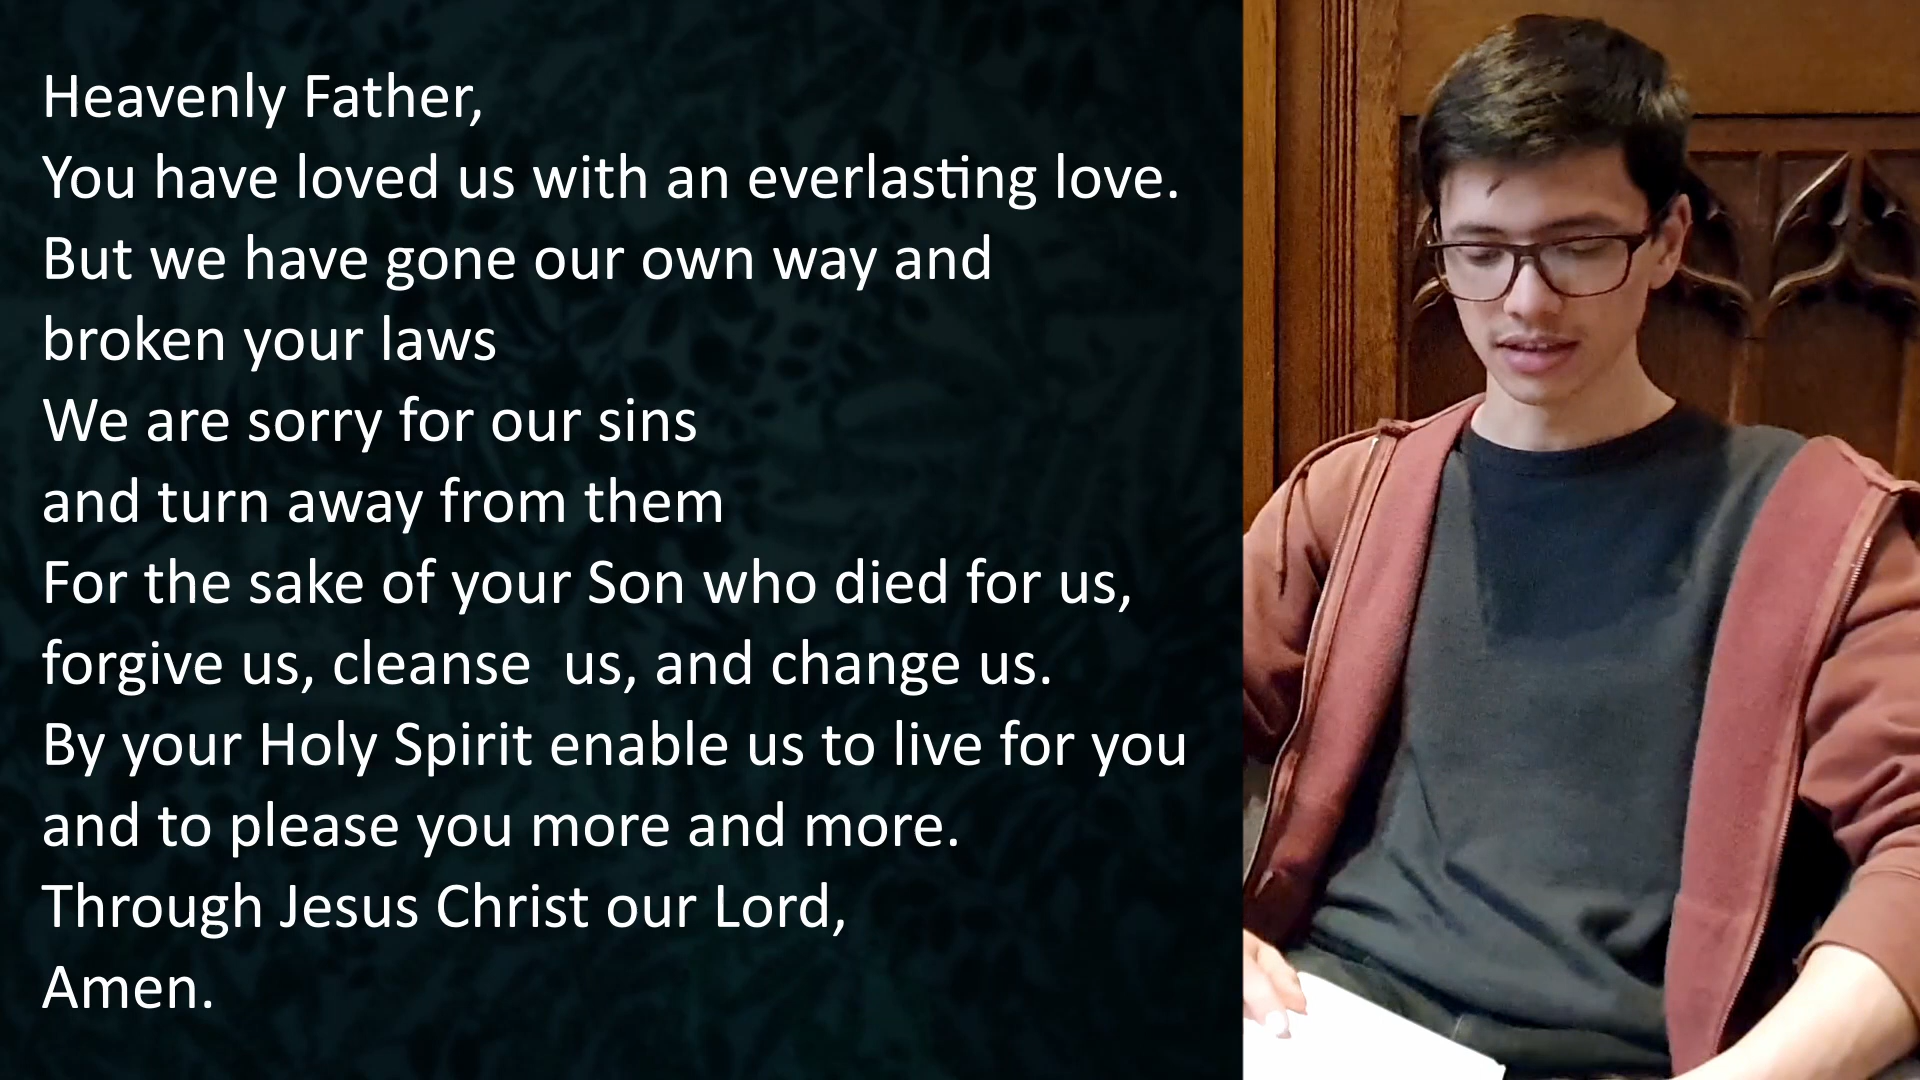 Heavenly Father,
You have loved us with an everlasting love.
But we have gone our own way and
broken your laws
We are sorry for our sins
and turn away from them
For the sake of your Son who died for us,
forgive us, cleanse  us, and change us.
By your Holy Spirit enable us to live for you
and to please you more and more.
Through Jesus Christ our Lord,
Amen.